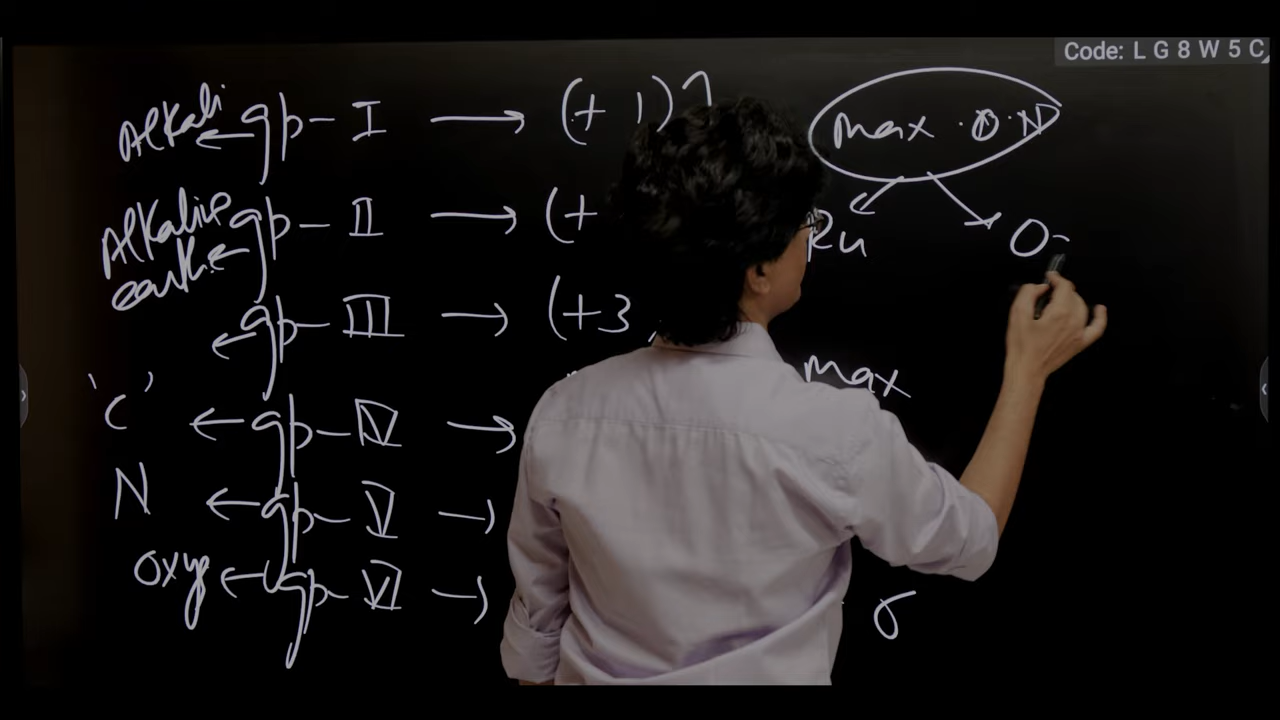 Code: L G 8 W 5 C
Alkali ← gp - I → (+1)
max. O.N
Alkaline earth ← gp - II → (+
Ru O
← gp - III → (+3
'C' ← gp - IV →
max
N ← gp - V →
oxy ← gp - VI →